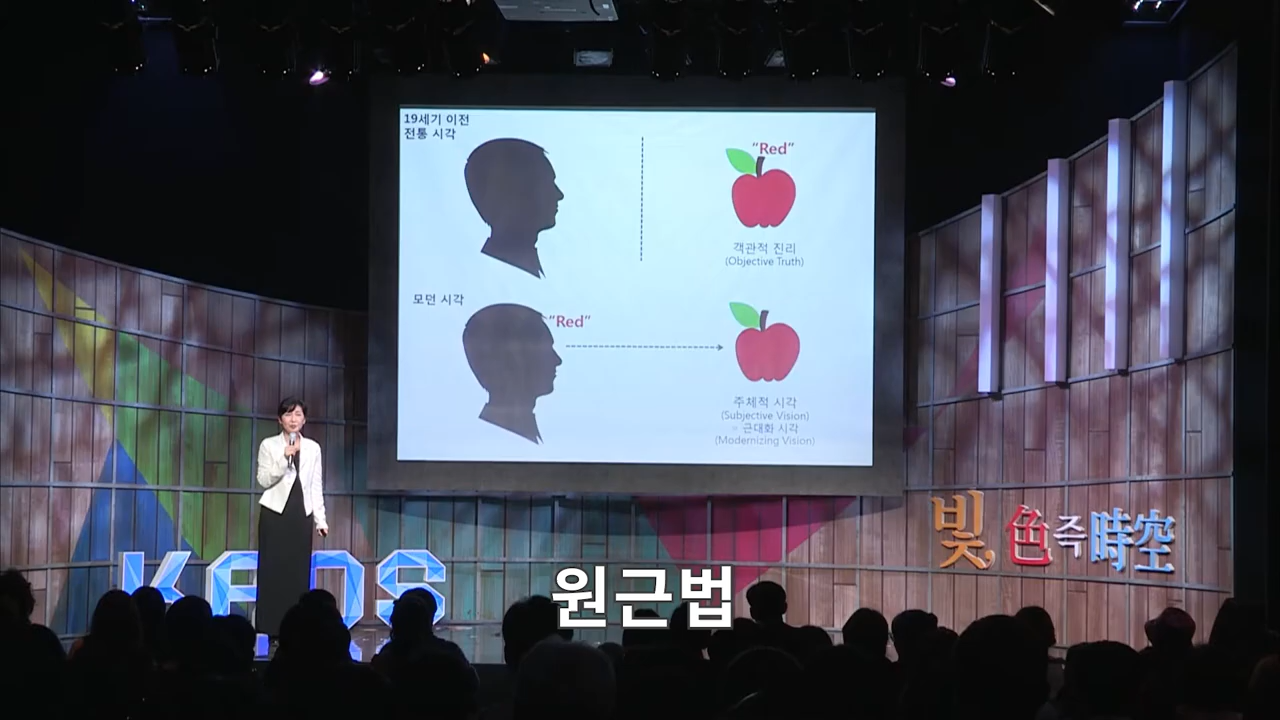 19세기 이전
전통 시각
"Red"
객관적 진리
(Objective Truth)
모던 시각
"Red"
주체적 시각
(Subjective Vision)
= 근대화 시각
(Modernizing Vision)
빛, 色즉時空
KAOS
원근법